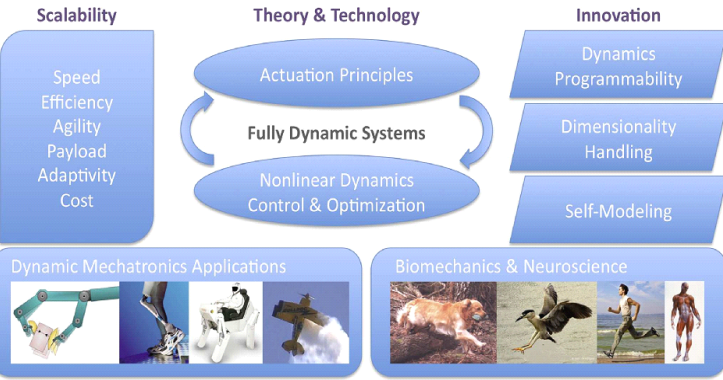 Scalability
Theory & Technology
Innovation
Speed
Efficiency
Agility
Payload
Adaptivity
Cost
Actuation Principles
Fully Dynamic Systems
Nonlinear Dynamics
Control & Optimization
Dynamics
Programmability
Dimensionality
Handling
Self-Modeling
Dynamic Mechatronics Applications
Biomechanics & Neuroscience